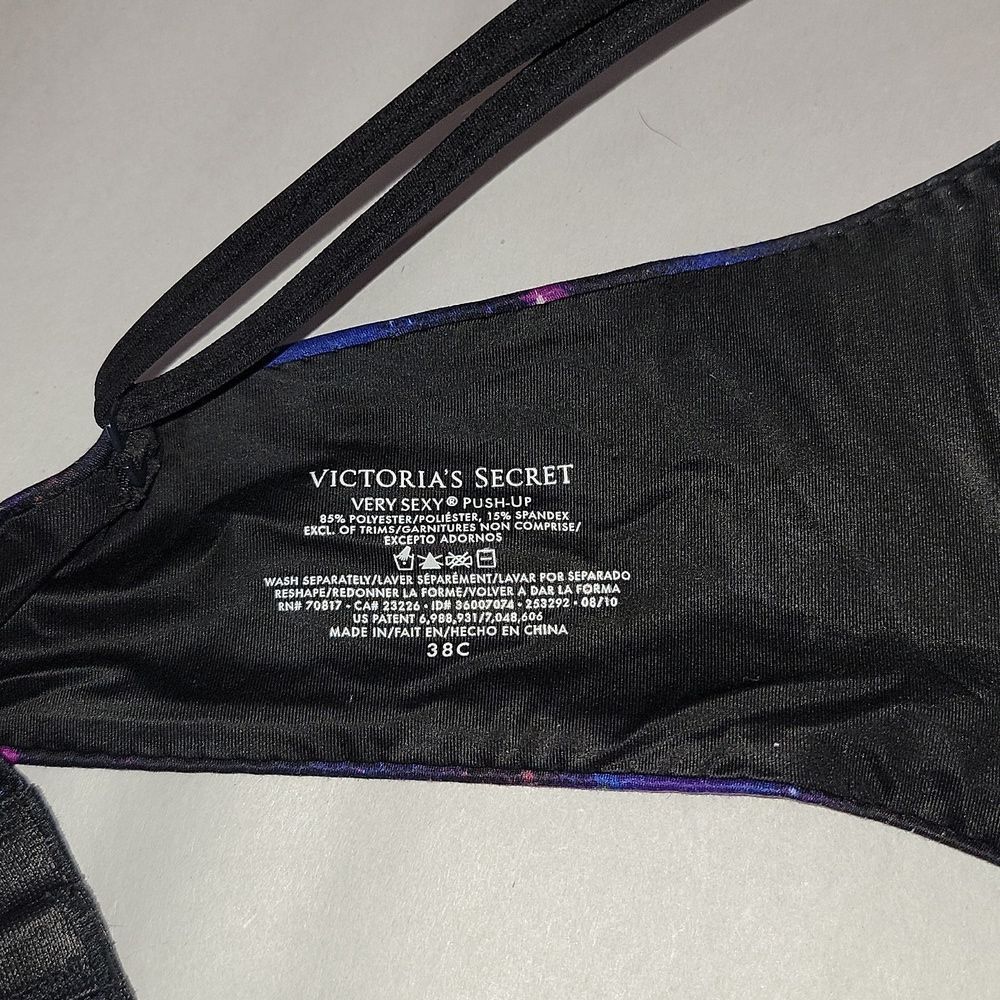 VICTORIA'S SECRET
VERY SEXY® PUSH-UP
85% POLYESTER/POLIÉSTER, 15% SPANDEX
EXCL. OF TRIMS/GARNITURES NON COMPRISE/
EXCEPTO ADORNOS
WASH SEPARATELY/LAVER SÉPARÉMENT/LAVAR POR SEPARADO
RESHAPE/REDONNER LA FORME/VOLVER A DAR LA FORMA
RN# 70817 - CA# 23226 - ID# 36007074 - 253292 - 08/10
US PATENT 6,988,931/7,048,606
MADE IN/FAIT EN/HECHO EN CHINA
38C